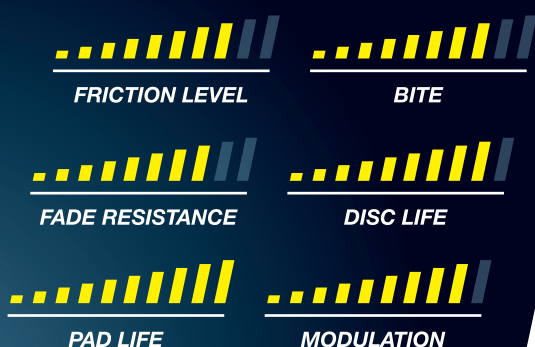 FRICTION LEVEL
BITE
FADE RESISTANCE
DISC LIFE
PAD LIFE
MODULATION